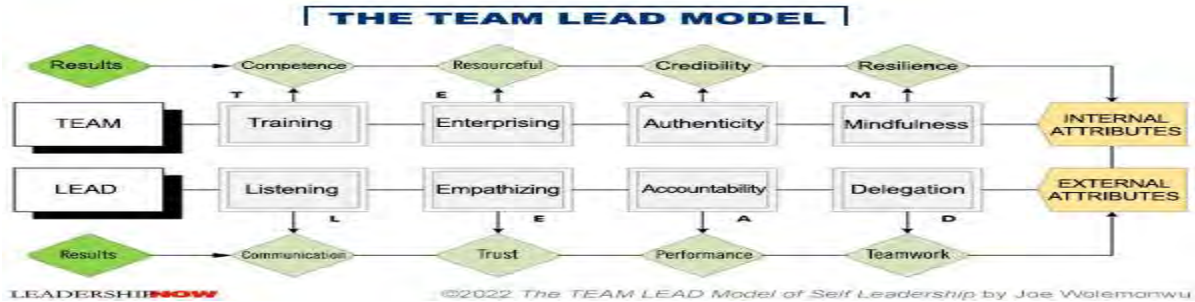 THE TEAM LEAD MODEL
Results Competence Resourceful Credibility Resilience
T E A M
TEAM Training Enterprising Authenticity Mindfulness INTERNAL
ATTRIBUTES
LEAD Listening Empathizing Accountability Delegation EXTERNAL
ATTRIBUTES
L E A D
Results Communication Trust Performance Teamwork
LEADERSHIPNOW ©2022 The TEAM LEAD Model of Self Leadership by Joe Wolemonwu